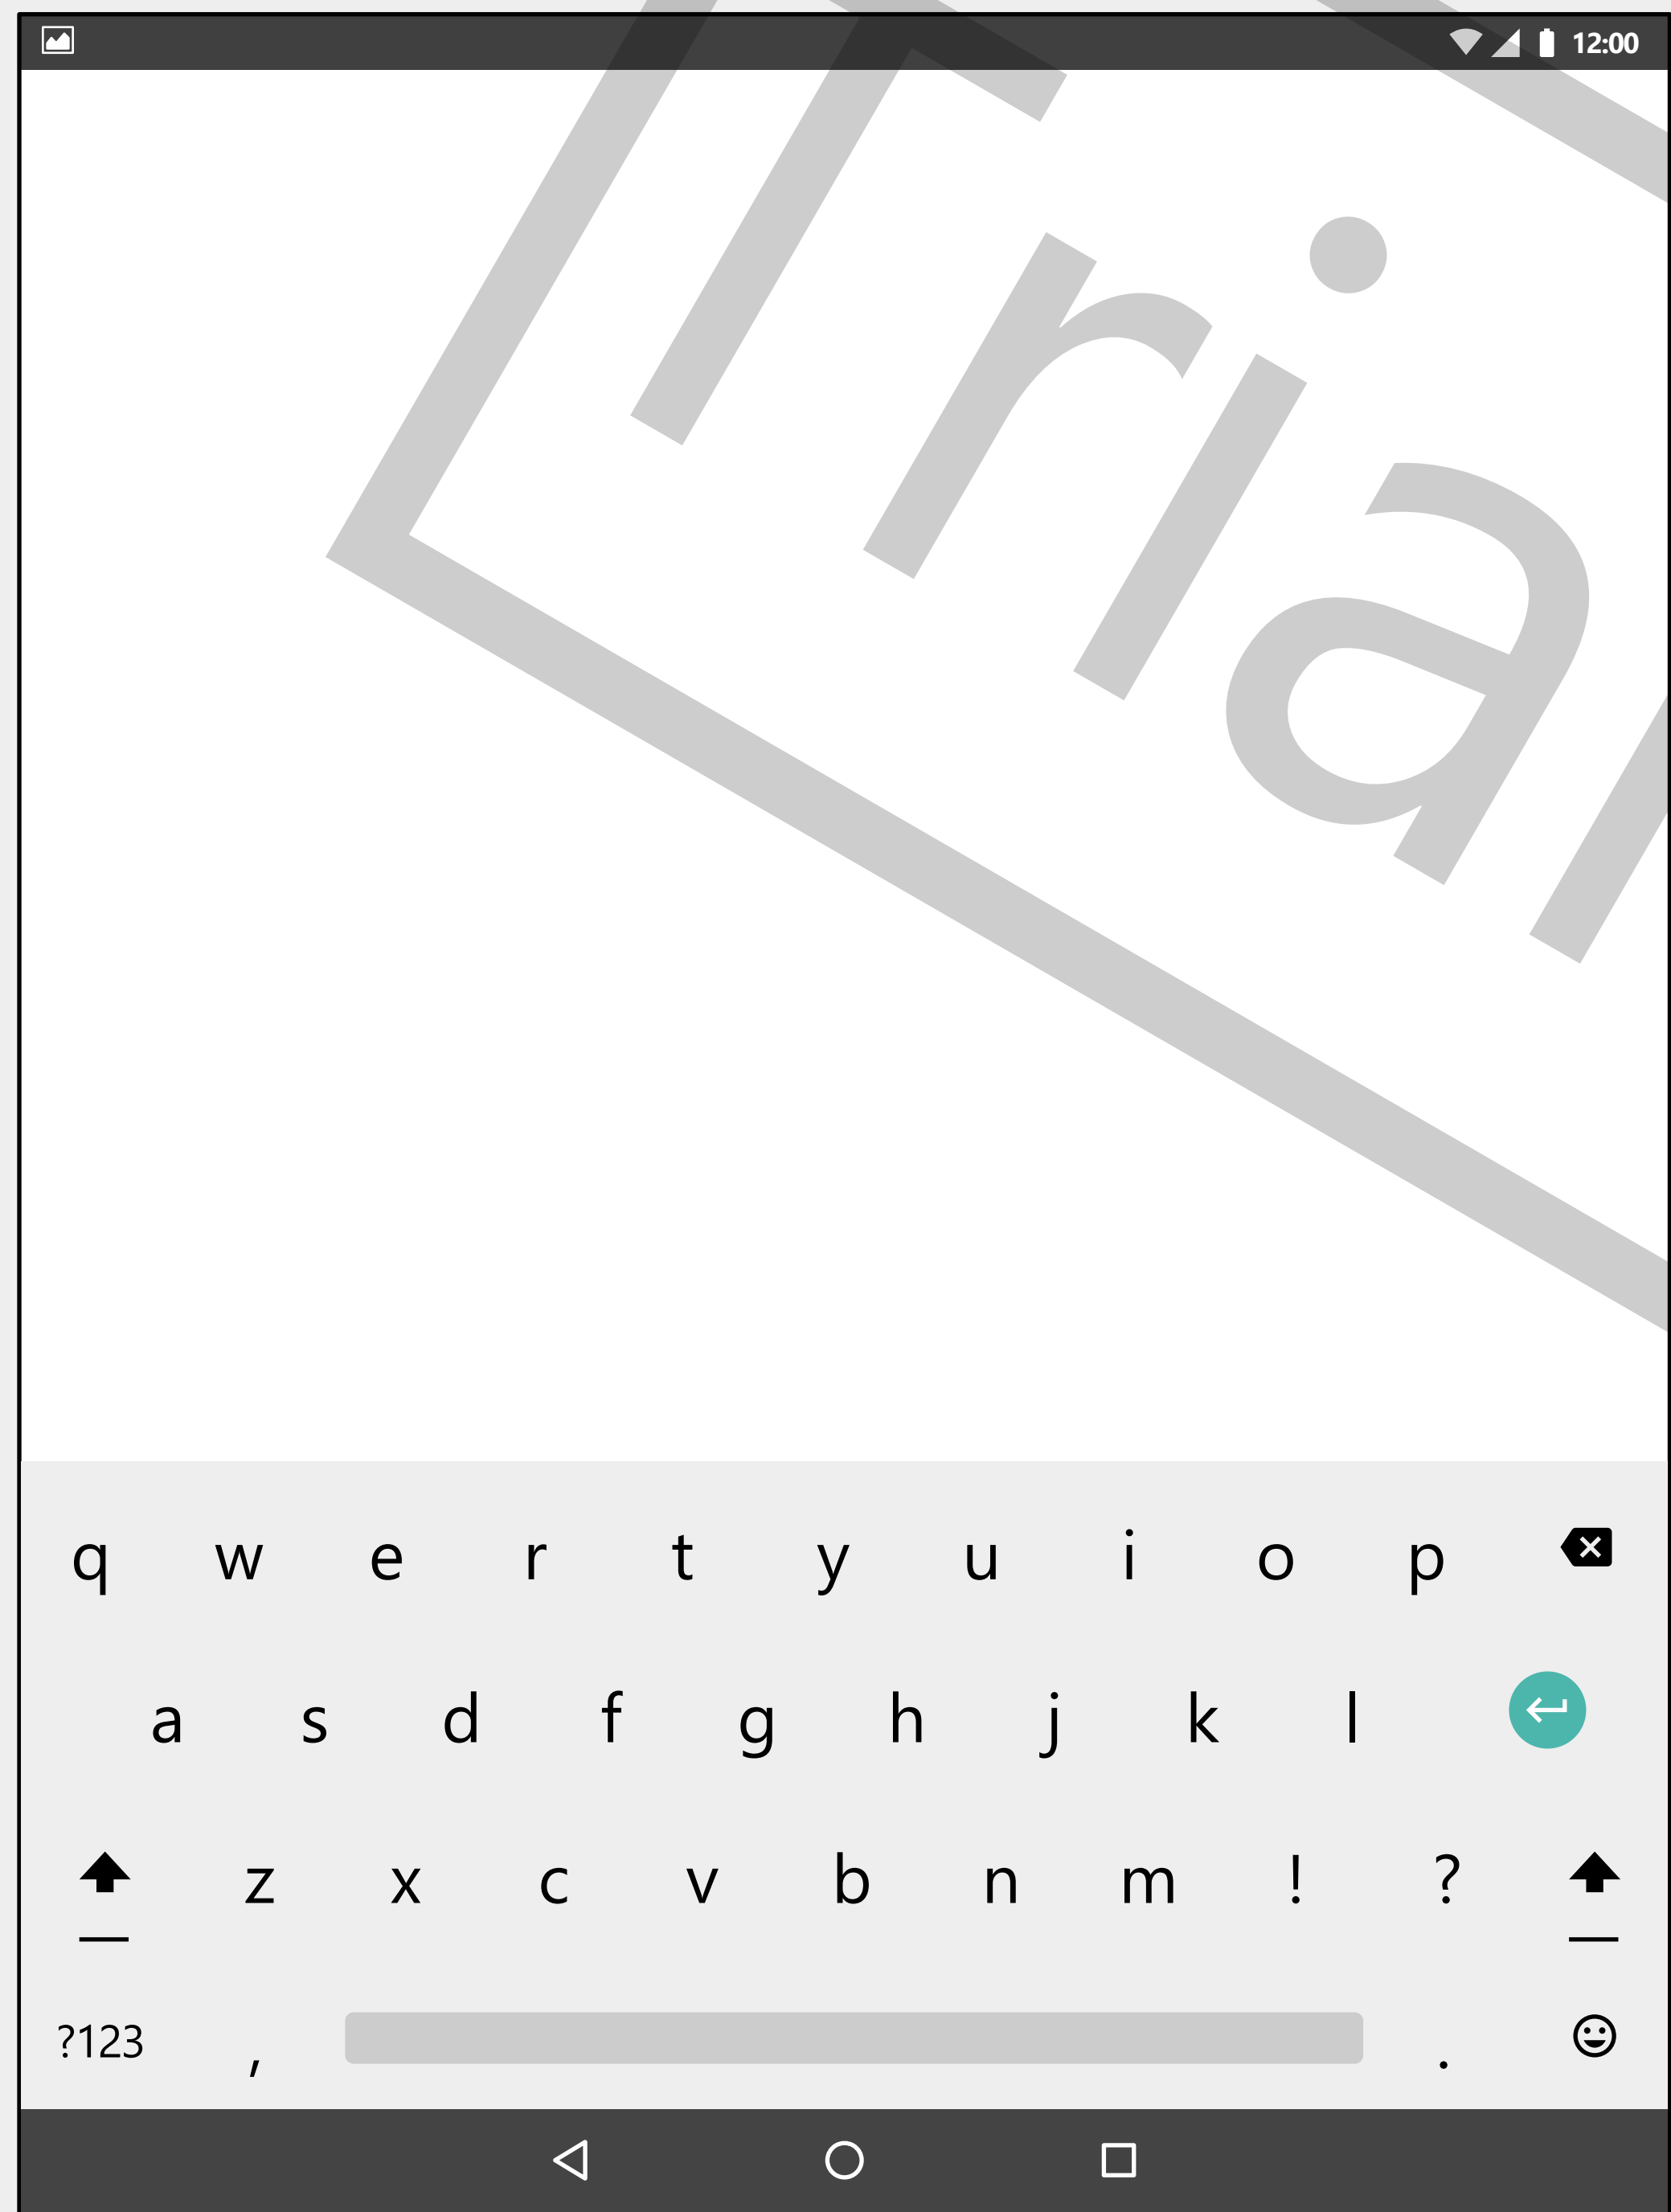 12:00
Trial
q w e r t y u i o p
a s d f g h j k l
z x c v b n m ! ?
?123 , .